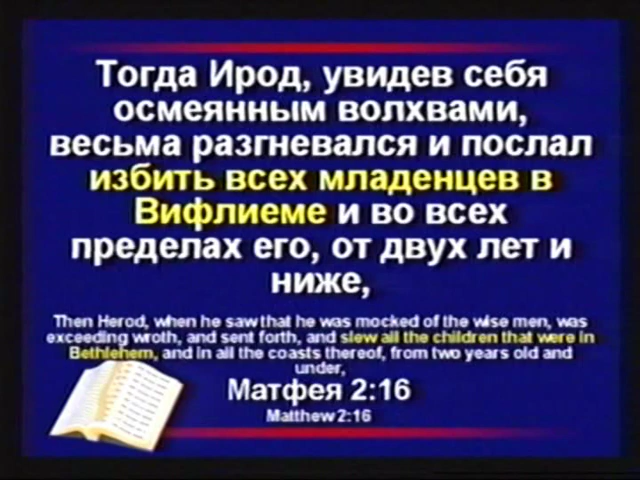 Тогда Ирод, увидев себя
осмеянным волхвами,
весьма разгневался и послал
избить всех младенцев в
Вифлиеме и во всех
пределах его, от двух лет и
ниже,
Then Herod, when he saw that he was mocked of the wise men, was
exceeding wroth, and sent forth, and slew all the children that were in
Bethlehem, and in all the coasts thereof, from two years old and
under,
Матфея 2:16
Matthew 2:16